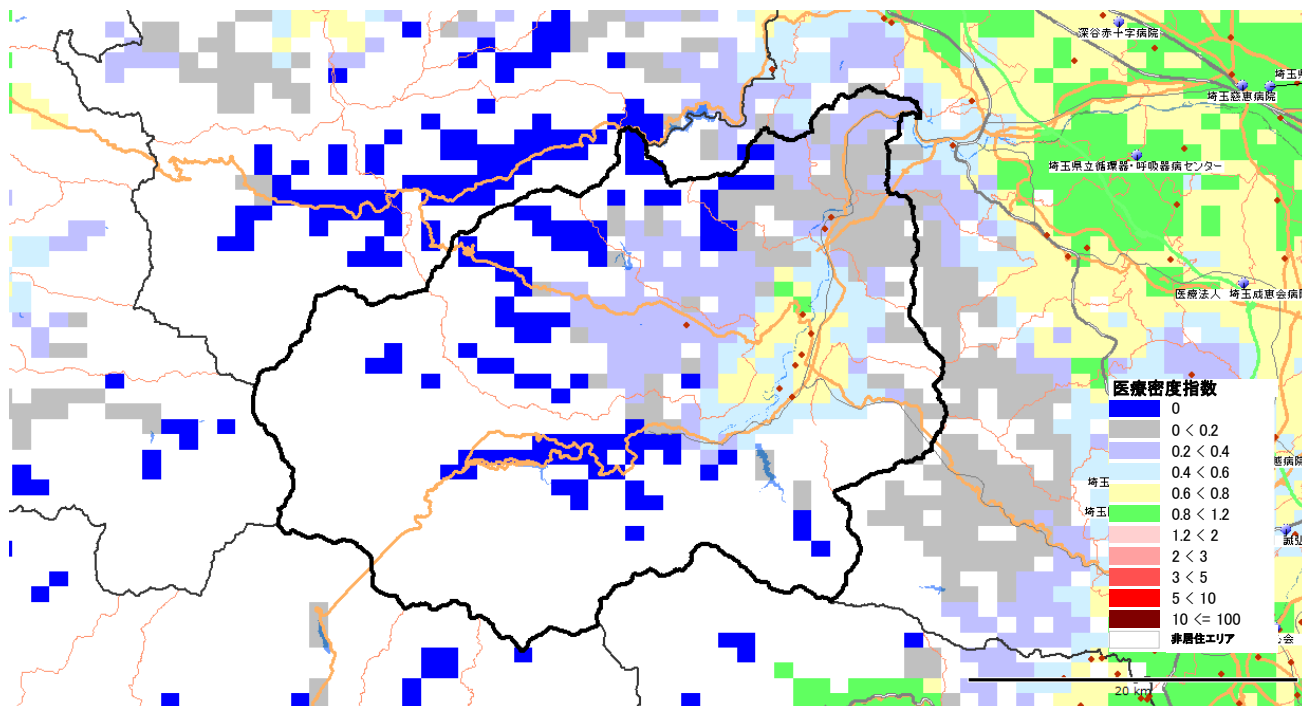 深谷赤十字病院
埼玉県
埼玉慈恵病院
埼玉県立循環器・呼吸器病センター
医療法人 埼玉成恵会病院
医療密度指数
0
0 < 0.2
0.2 < 0.4
0.4 < 0.6
0.6 < 0.8
0.8 < 1.2
1.2 < 2
2 < 3
3 < 5
5 < 10
10 <= 100
非居住エリア
埼玉
埼玉
20 km